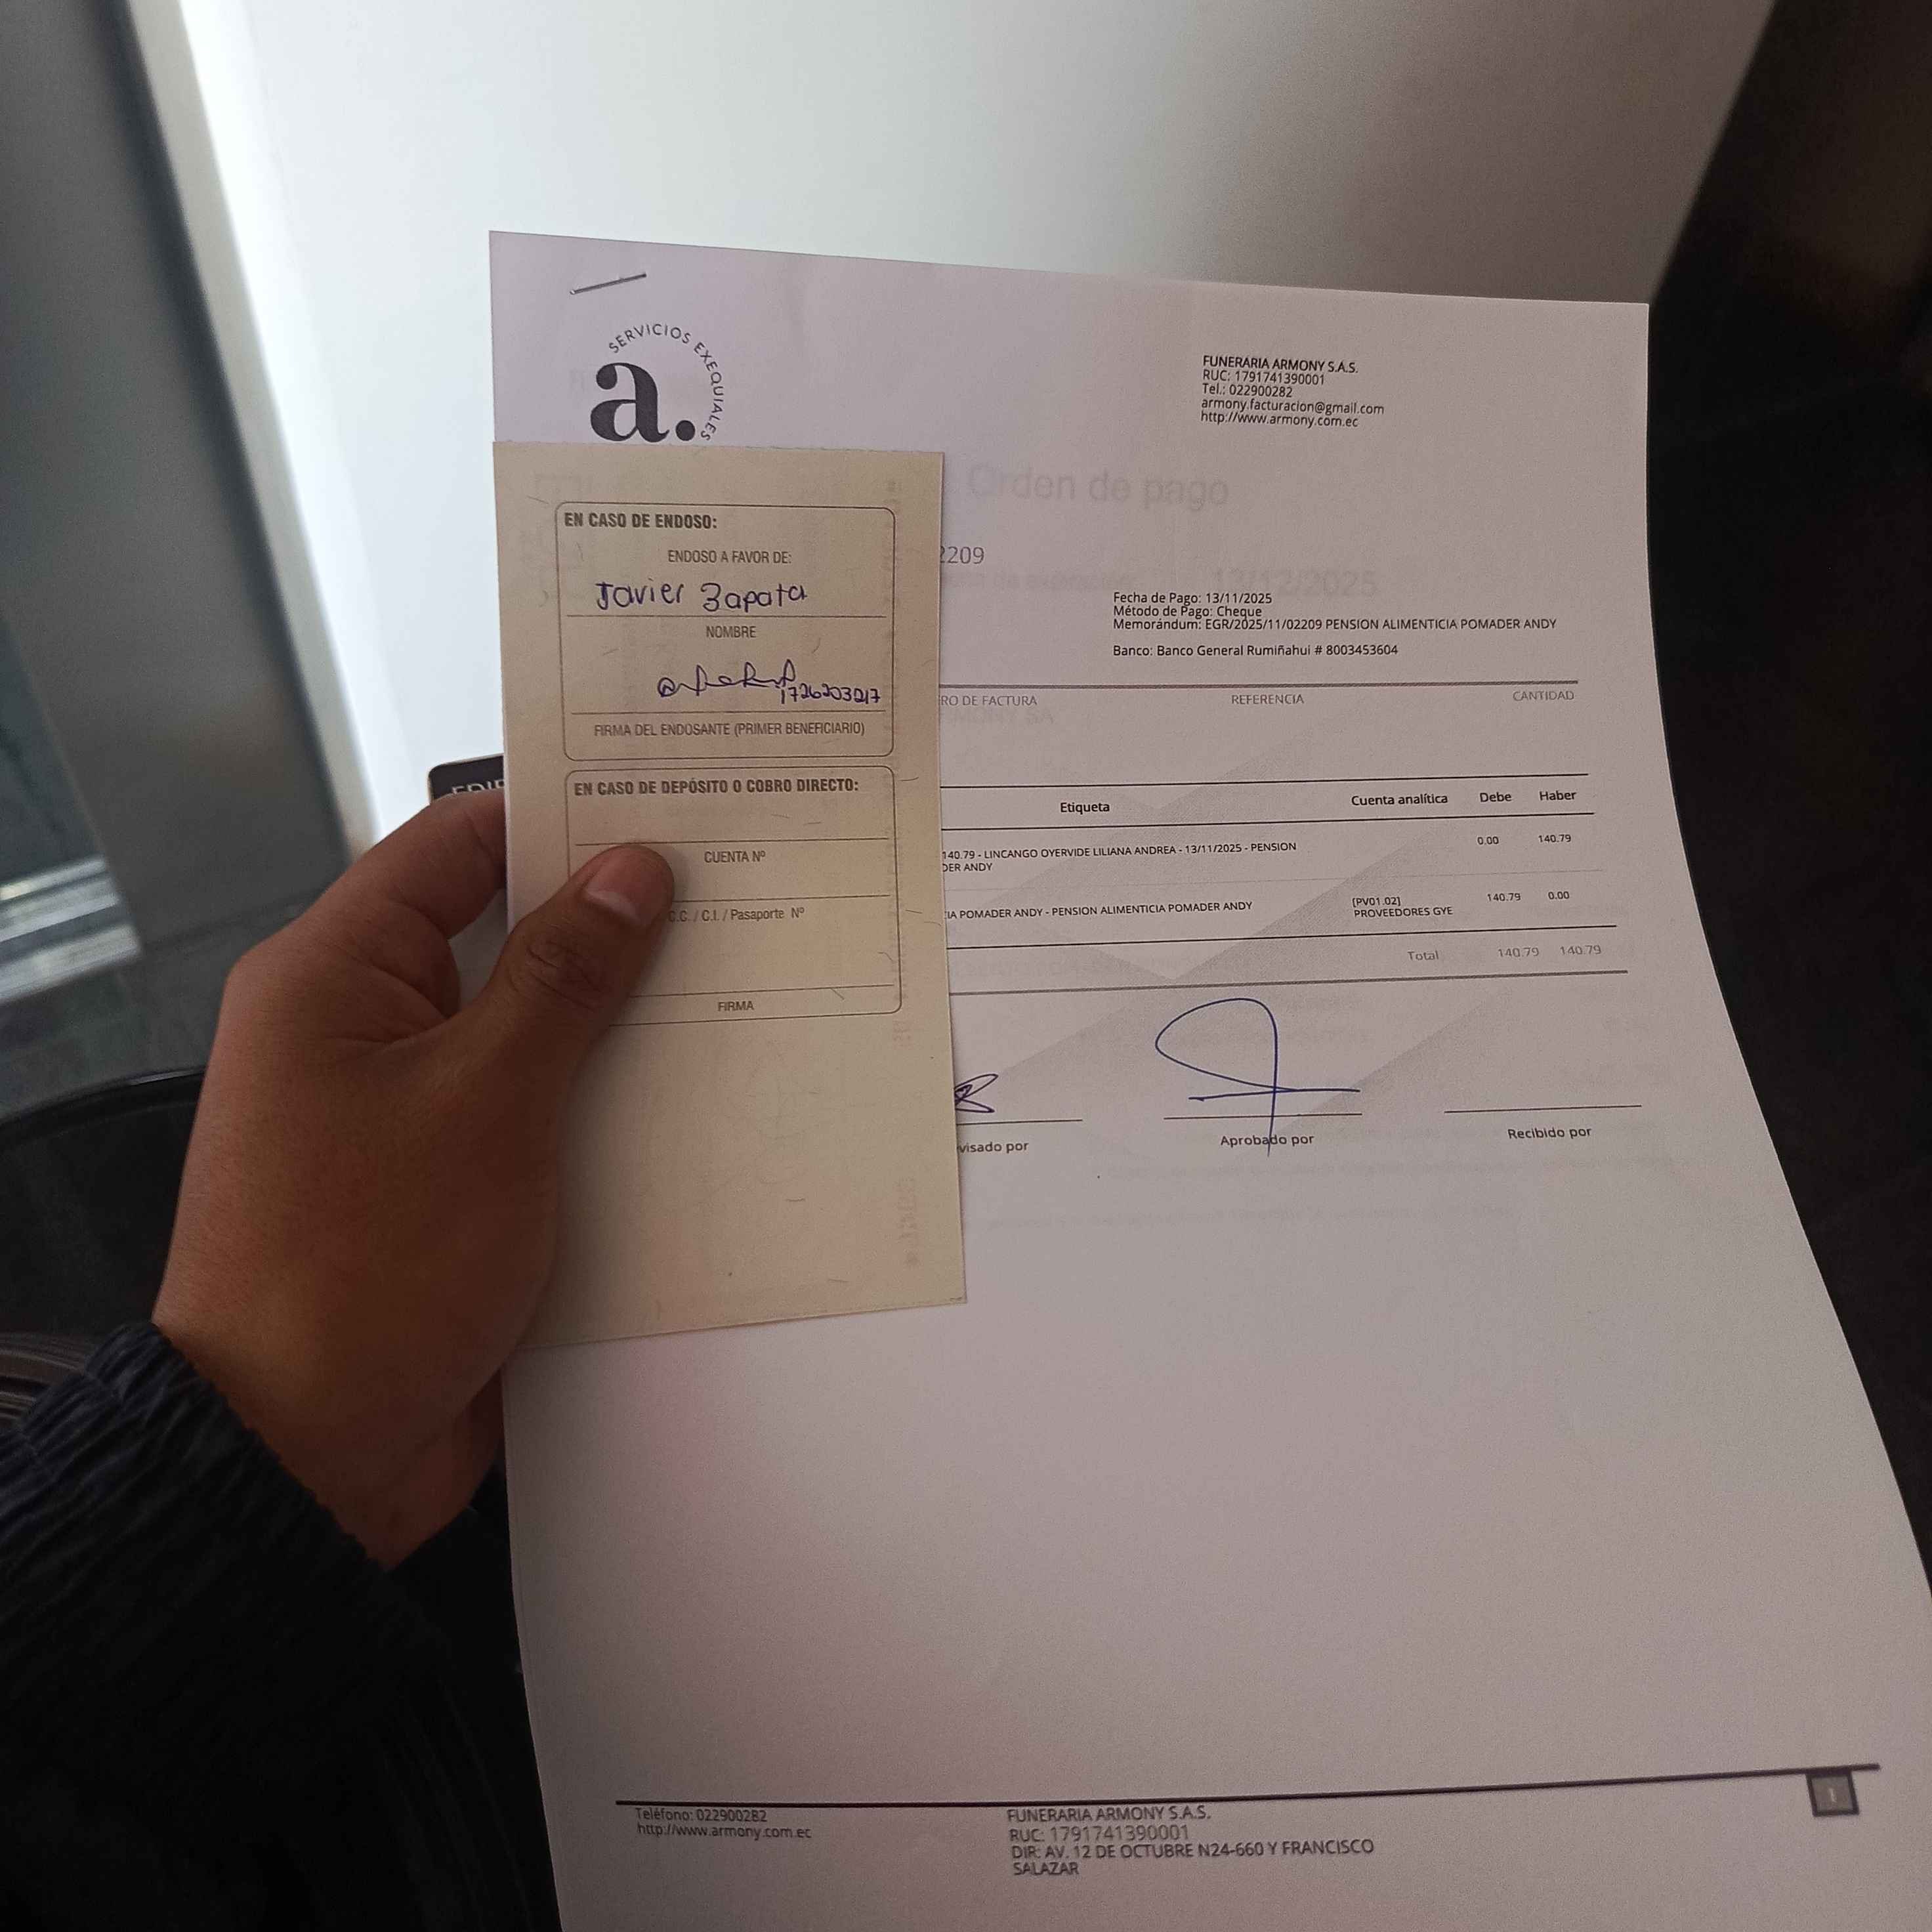 SERVICIOS EXEQUIALES
a.
FUNERARIA ARMONY S.A.S.
RUC: 1791741390001
Tel.: 022900282
armony.facturacion@gmail.com
http://www.armony.com.ec
Orden de pago
2209
13/12/2025
Fecha de Pago: 13/11/2025
Método de Pago: Cheque
Memorándum: EGR/2025/11/02209 PENSION ALIMENTICIA POMADER ANDY
Banco: Banco General Rumiñahui # 8003453604
RO DE FACTURA REFERENCIA CANTIDAD
Etiqueta Cuenta analítica Debe Haber
140.79 - LINCANGO OYERVIDE LILIANA ANDREA - 13/11/2025 - PENSION 0.00 140.79
DER ANDY
IA POMADER ANDY - PENSION ALIMENTICIA POMADER ANDY [PV01.02] 140.79 0.00
PROVEEDORES GYE
Total 140.79 140.79
visado por Aprobado por Recibido por
EN CASO DE ENDOSO:
ENDOSO A FAVOR DE:
Javier Zapata
NOMBRE
FIRMA DEL ENDOSANTE (PRIMER BENEFICIARIO)
EN CASO DE DEPÓSITO O COBRO DIRECTO:
CUENTA Nº
C.C. / C.I. / Pasaporte Nº
FIRMA
Teléfono: 022900282
http://www.armony.com.ec
FUNERARIA ARMONY S.A.S.
RUC: 1791741390001
DIR: AV. 12 DE OCTUBRE N24-660 Y FRANCISCO
SALAZAR
1